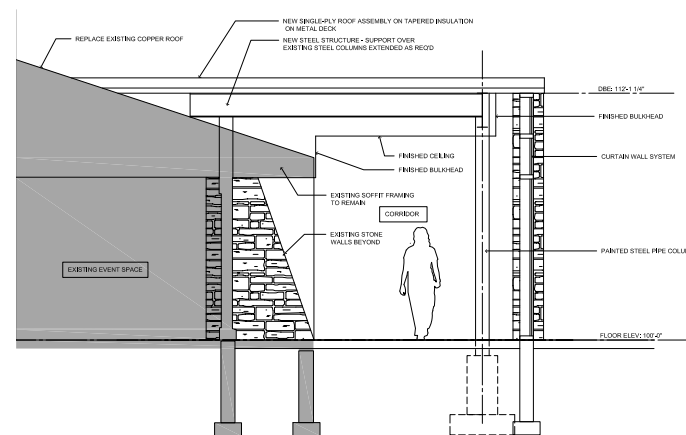 NEW SINGLE-PLY ROOF ASSEMBLY ON TAPERED INSULATION
ON METAL DECK
REPLACE EXISTING COPPER ROOF
NEW STEEL STRUCTURE - SUPPORT OVER
EXISTING STEEL COLUMNS EXTENDED AS REQ'D
DBE: 112'-1 1/4"
FINISHED BULKHEAD
FINISHED CEILING
CURTAIN WALL SYSTEM
FINISHED BULKHEAD
EXISTING SOFFIT FRAMING
TO REMAIN
CORRIDOR
EXISTING STONE
WALLS BEYOND
PAINTED STEEL PIPE COLU
EXISTING EVENT SPACE
FLOOR ELEV: 100'-0"